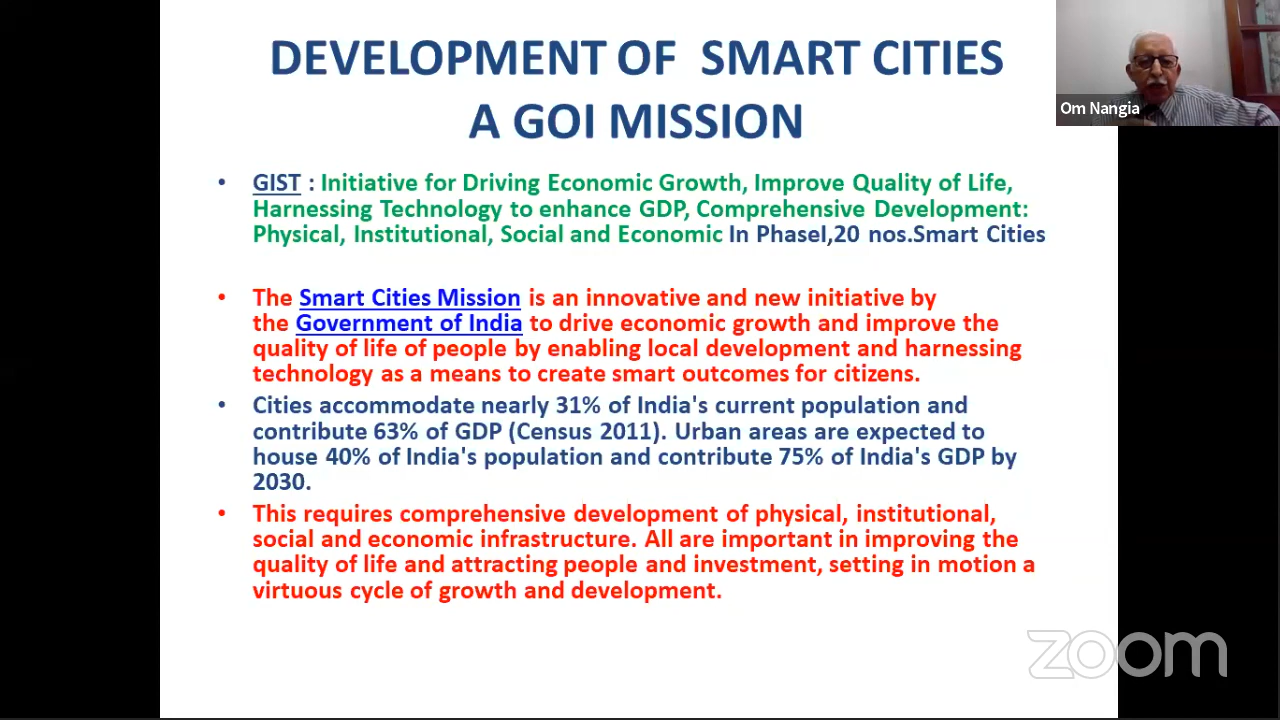 DEVELOPMENT OF SMART CITIES
A GOI MISSION
Om Nangia
• GIST : Initiative for Driving Economic Growth, Improve Quality of Life,
Harnessing Technology to enhance GDP, Comprehensive Development:
Physical, Institutional, Social and Economic In PhaseI,20 nos.Smart Cities
• The Smart Cities Mission is an innovative and new initiative by
the Government of India to drive economic growth and improve the
quality of life of people by enabling local development and harnessing
technology as a means to create smart outcomes for citizens.
• Cities accommodate nearly 31% of India's current population and
contribute 63% of GDP (Census 2011). Urban areas are expected to
house 40% of India's population and contribute 75% of India's GDP by
2030.
• This requires comprehensive development of physical, institutional,
social and economic infrastructure. All are important in improving the
quality of life and attracting people and investment, setting in motion a
virtuous cycle of growth and development.
zoom